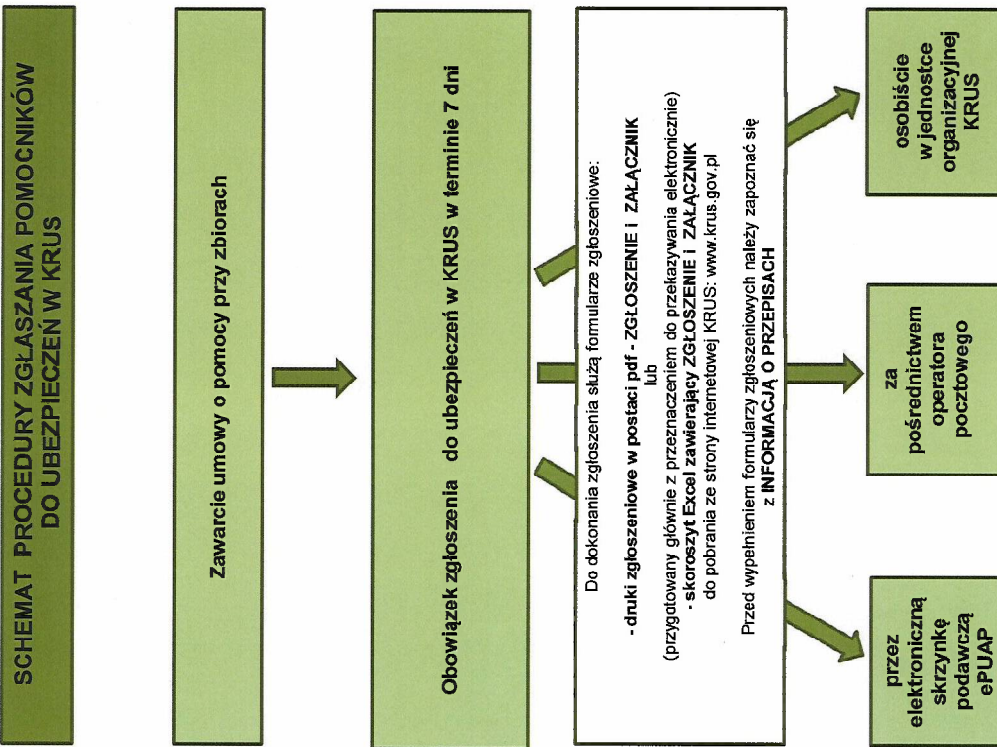 SCHEMAT PROCEDURY ZGŁASZANIA POMOCNIKÓW
DO UBEZPIECZEŃ W KRUS
Zawarcie umowy o pomocy przy zbiorach
Obowiązek zgłoszenia do ubezpieczeń w KRUS w terminie 7 dni
Do dokonania zgłoszenia służą formularze zgłoszeniowe:
- druki zgłoszeniowe w postaci pdf - ZGŁOSZENIE i ZAŁĄCZNIK
lub
(przygotowany głównie z przeznaczeniem do przekazywania elektronicznie)
- skoroszyt Excel zawierający ZGŁOSZENIE i ZAŁĄCZNIK
do pobrania ze strony internetowej KRUS: www.krus.gov.pl
Przed wypełnieniem formularzy zgłoszeniowych należy zapoznać się
z INFORMACJĄ O PRZEPISACH
przez
elektroniczną
skrzynkę
podawczą
ePUAP
za
pośrednictwem
operatora
pocztowego
osobiście
w jednostce
organizacyjnej
KRUS